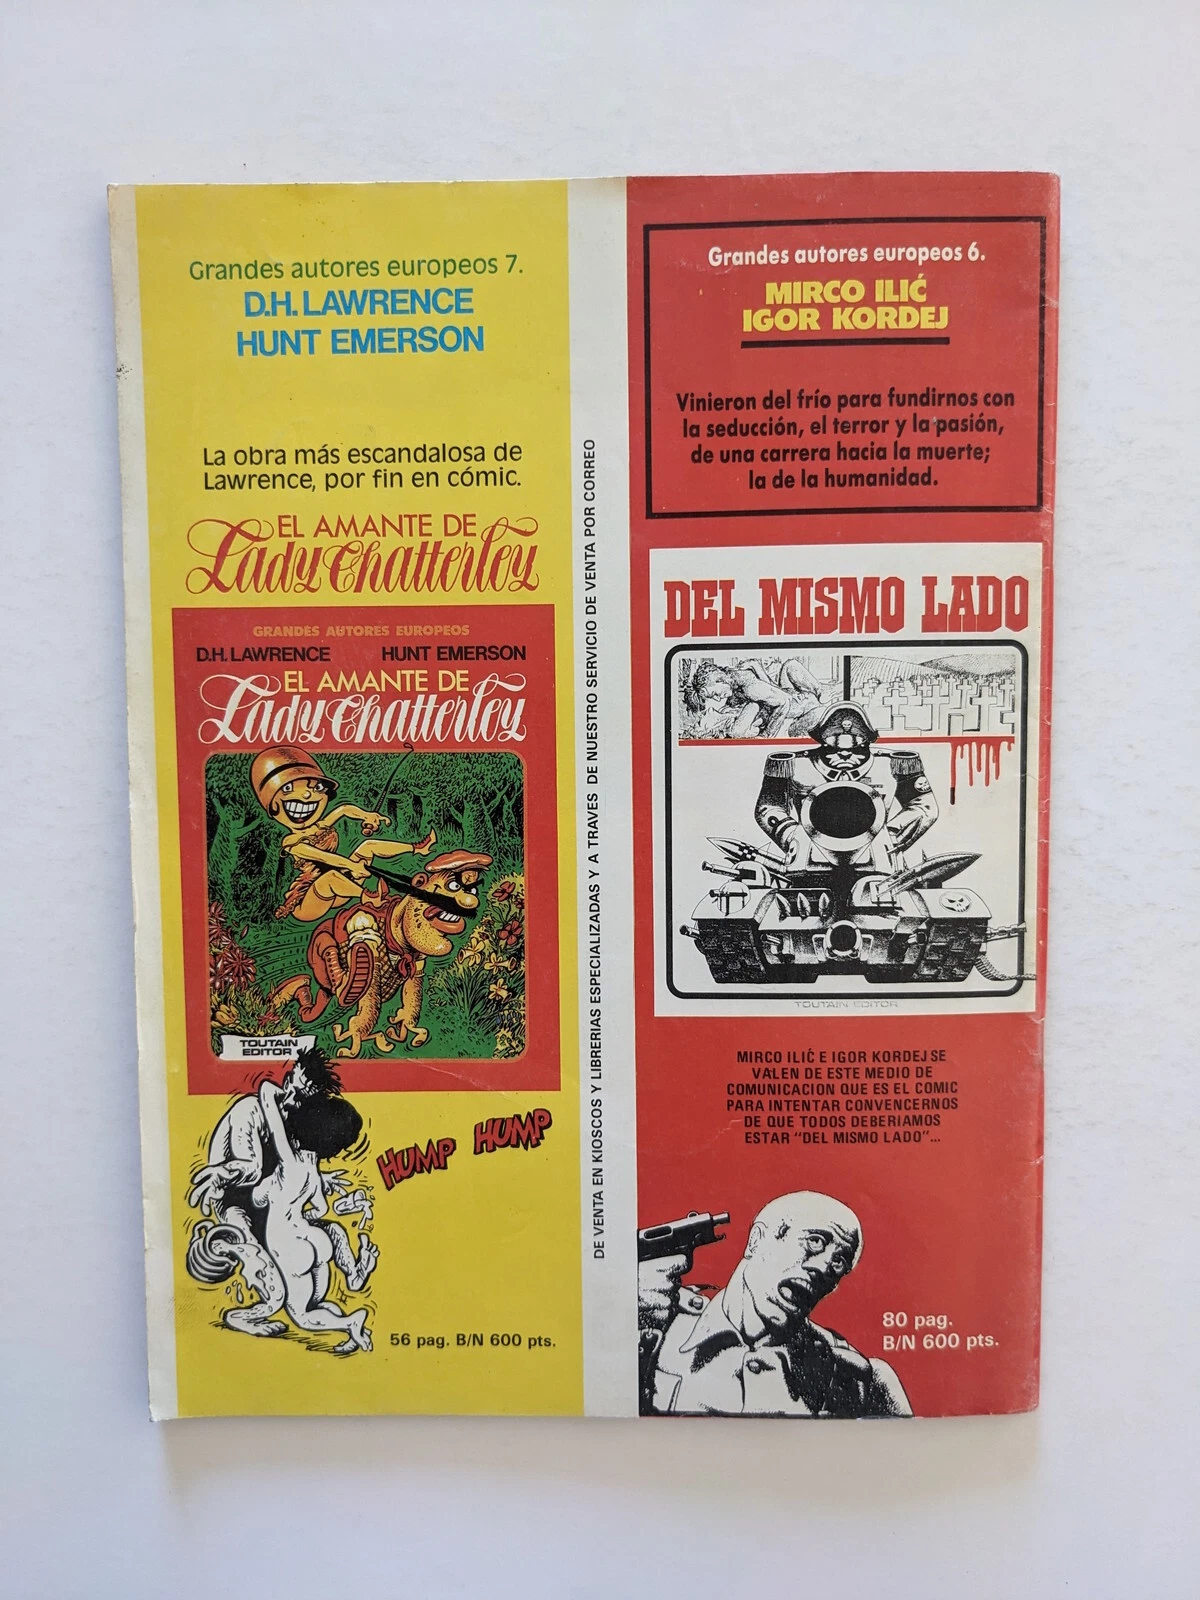 Grandes autores europeos 7.
D.H. LAWRENCE
HUNT EMERSON
La obra más escandalosa de
Lawrence, por fin en cómic.
EL AMANTE DE
Lady Chatterley
GRANDES AUTORES EUROPEOS
D.H. LAWRENCE HUNT EMERSON
EL AMANTE DE
Lady Chatterley
TOUTAIN
EDITOR
HUMP HUMP
56 pag. B/N 600 pts.
DE VENTA EN KIOSCOS Y LIBRERIAS ESPECIALIZADAS Y A TRAVES DE NUESTRO SERVICIO DE VENTA POR CORREO
Grandes autores europeos 6.
MIRCO ILIĆ
IGOR KORDEJ
Vinieron del frío para fundirnos con
la seducción, el terror y la pasión,
de una carrera hacia la muerte;
la de la humanidad.
DEL MISMO LADO
TOUTAIN EDITOR
MIRCO ILIĆ E IGOR KORDEJ SE
VALEN DE ESTE MEDIO DE
COMUNICACION QUE ES EL COMIC
PARA INTENTAR CONVENCERNOS
DE QUE TODOS DEBERIAMOS
ESTAR "DEL MISMO LADO"...
80 pag.
B/N 600 pts.